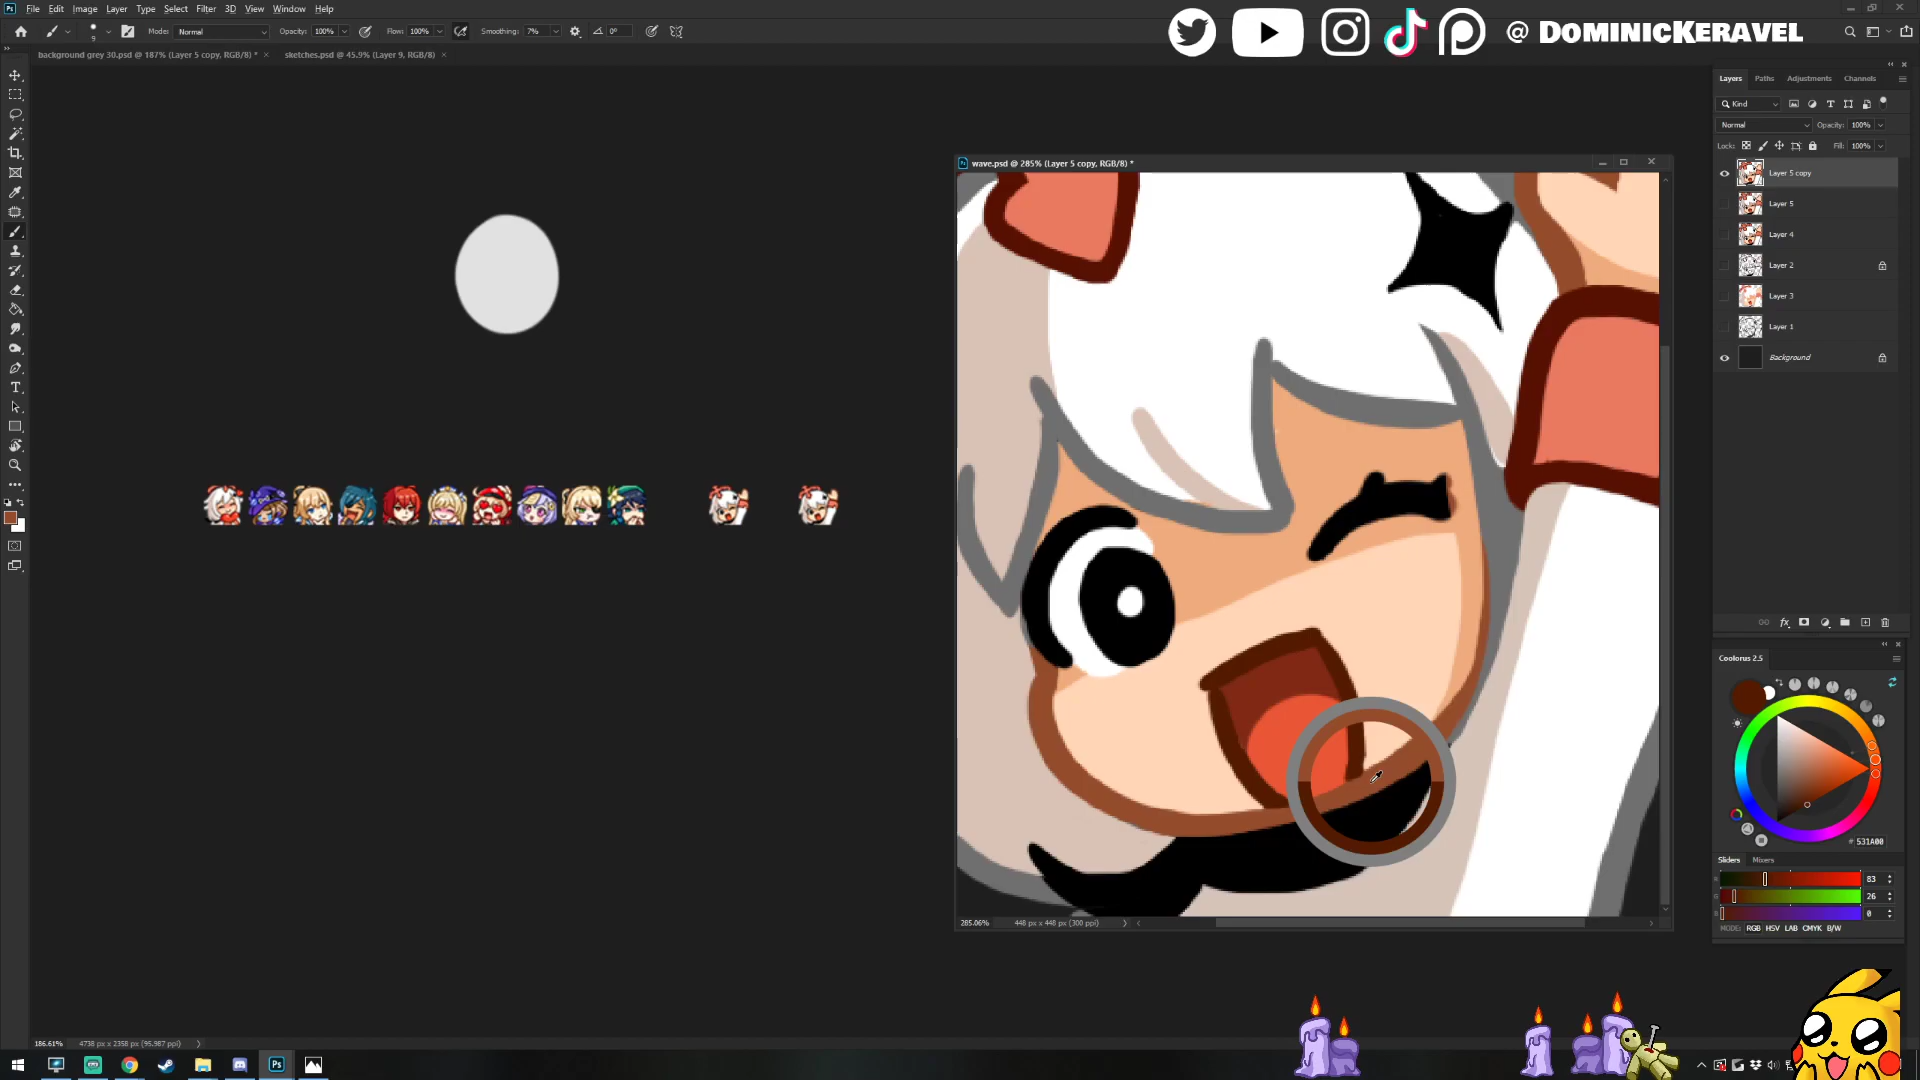 File Edit Image Layer Type Select Filter 3D View Window Help
Mode: Normal Opacity: 100% Flow: 100% Smoothing: 7% 0°
@ DominicKeravel
background grey 30.psd @ 187% (Layer 5 copy, RGB/8) * sketches.psd @ 45.9% (Layer 9, RGB/8)
wave.psd @ 285% (Layer 5 copy, RGB/8) *
Layers Paths Adjustments Channels
Kind
Normal Opacity: 100%
Lock: Fill: 100%
Layer 5 copy
Layer 5
Layer 4
Layer 2
Layer 3
Layer 1
Background
fx
Coolorus 2.5
# 531A00
Sliders Mixers
83
26
0
MODE: RGB HSV LAB CMYK B/W
285.06% 448 px x 448 px (300 ppi)
186.61% 4738 px x 2358 px (95.987 ppi)
Ps